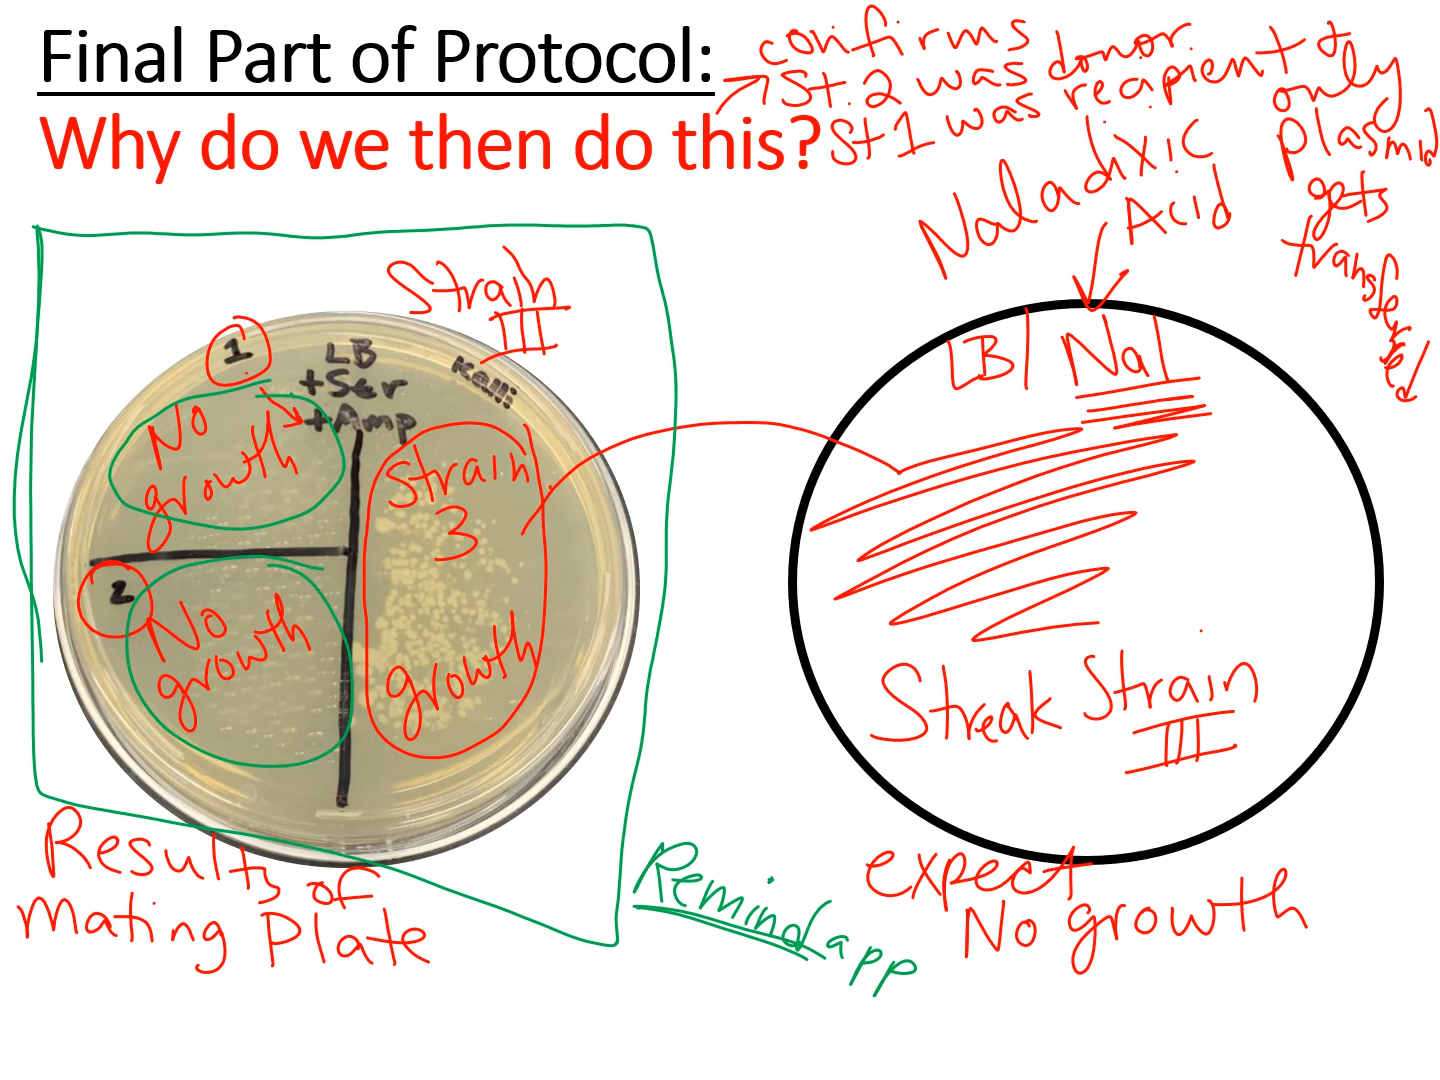 Final Part of Protocol:
Why do we then do this?
confirms
St. 2 was donor
St 1 was recipient &
only
plasmid
gets
transferred
Naladixic
Acid
Strain
III
1
LB
+Ser
+Amp
Kelli
No
growth
Strain
3
growth
2
No
growth
LB/Nal
Streak Strain
III
Results of
Mating Plate
Remind app
expect
No growth